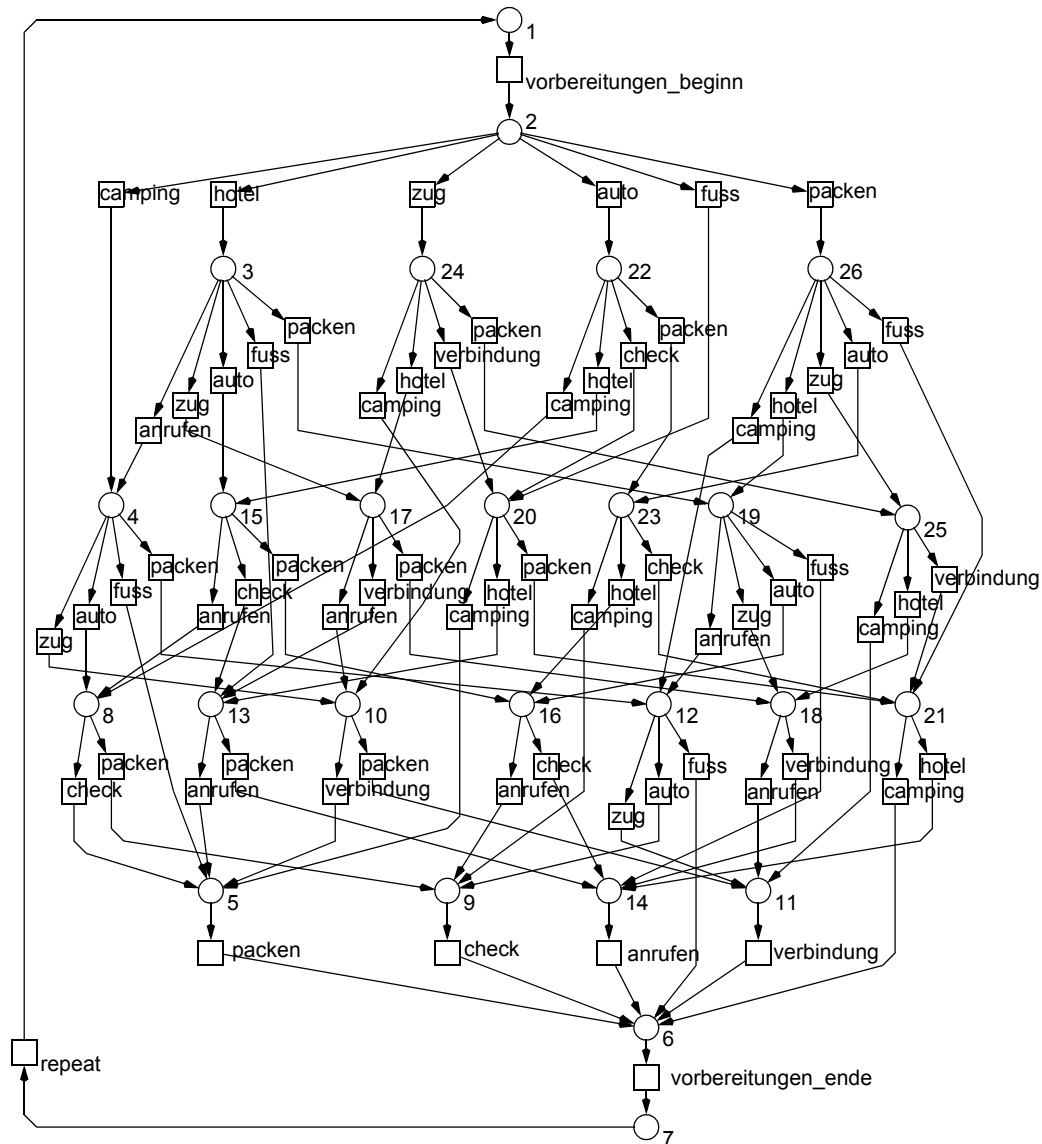 1
vorbereitungen_beginn
2
camping hotel zug auto fuss packen
3 24 22 26
packen packen packen fuss
fuss verbindung check auto
auto hotel hotel zug
zug camping camping hotel
anrufen camping
4 15 17 20 23 19 25
packen packen packen packen check fuss verbindung
fuss check verbindung hotel hotel auto hotel
auto anrufen anrufen camping camping zug camping
zug anrufen
8 13 10 16 12 18 21
packen packen packen check fuss verbindung hotel
check anrufen verbindung anrufen auto anrufen camping
zug
5 9 14 11
packen check anrufen verbindung
6
repeat
vorbereitungen_ende
7